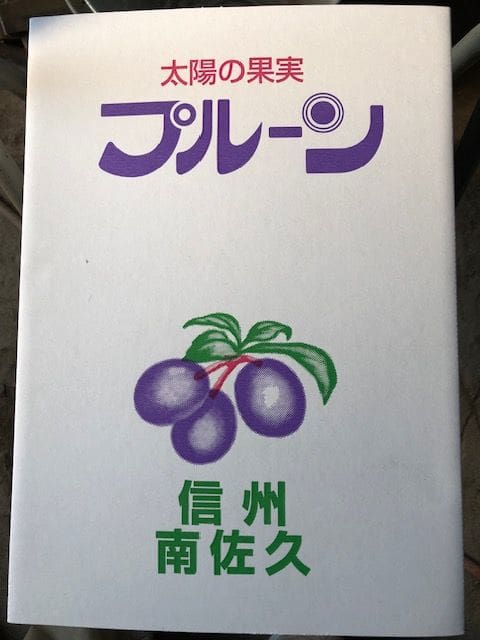 太陽の果実
プルーン
信州
南佐久